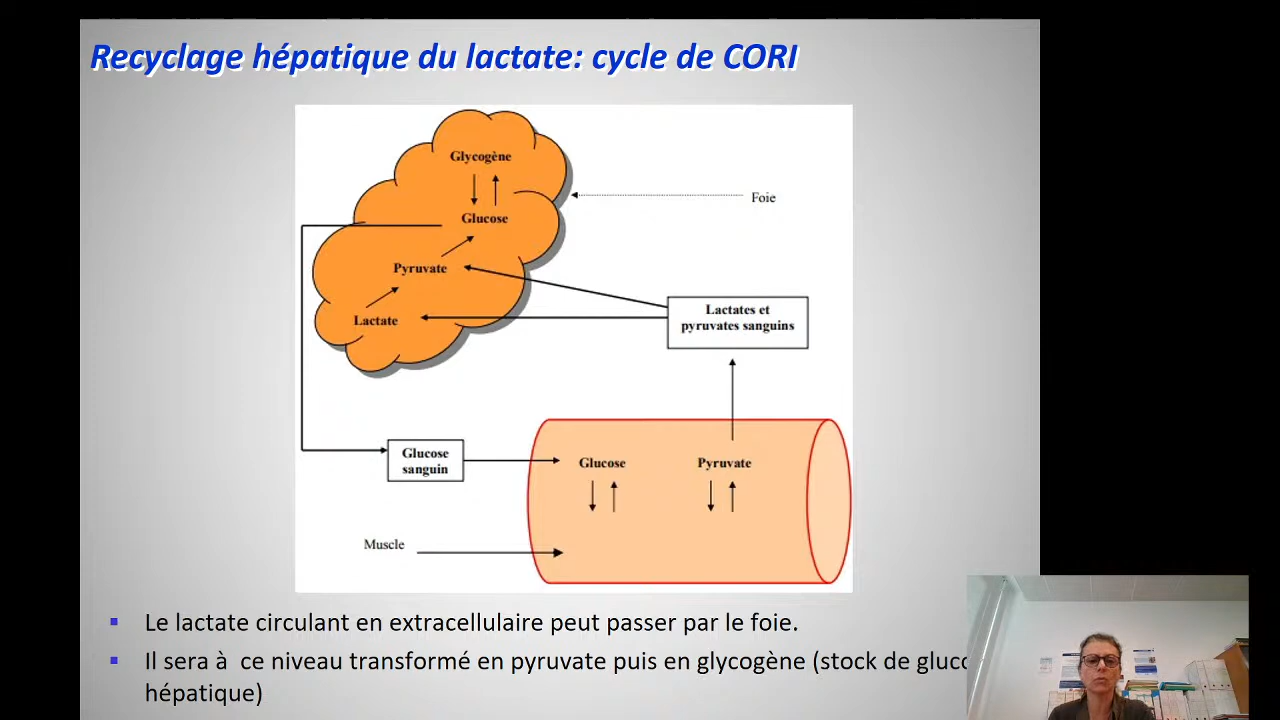 Recyclage hépatique du lactate: cycle de CORI
Glycogène
Glucose
Foie
Pyruvate
Lactate
Lactates et
pyruvates sanguins
Glucose
sanguin
Glucose
Pyruvate
Muscle
Le lactate circulant en extracellulaire peut passer par le foie.
Il sera à ce niveau transformé en pyruvate puis en glycogène (stock de
hépatique)